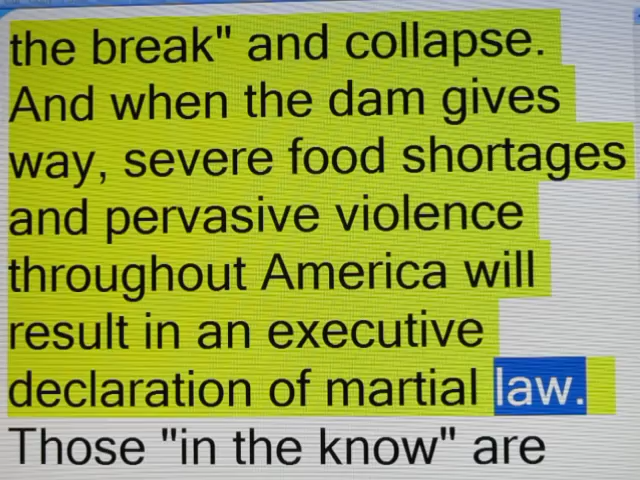 the break" and collapse.
And when the dam gives
way, severe food shortages
and pervasive violence
throughout America will
result in an executive
declaration of martial law.
Those "in the know" are